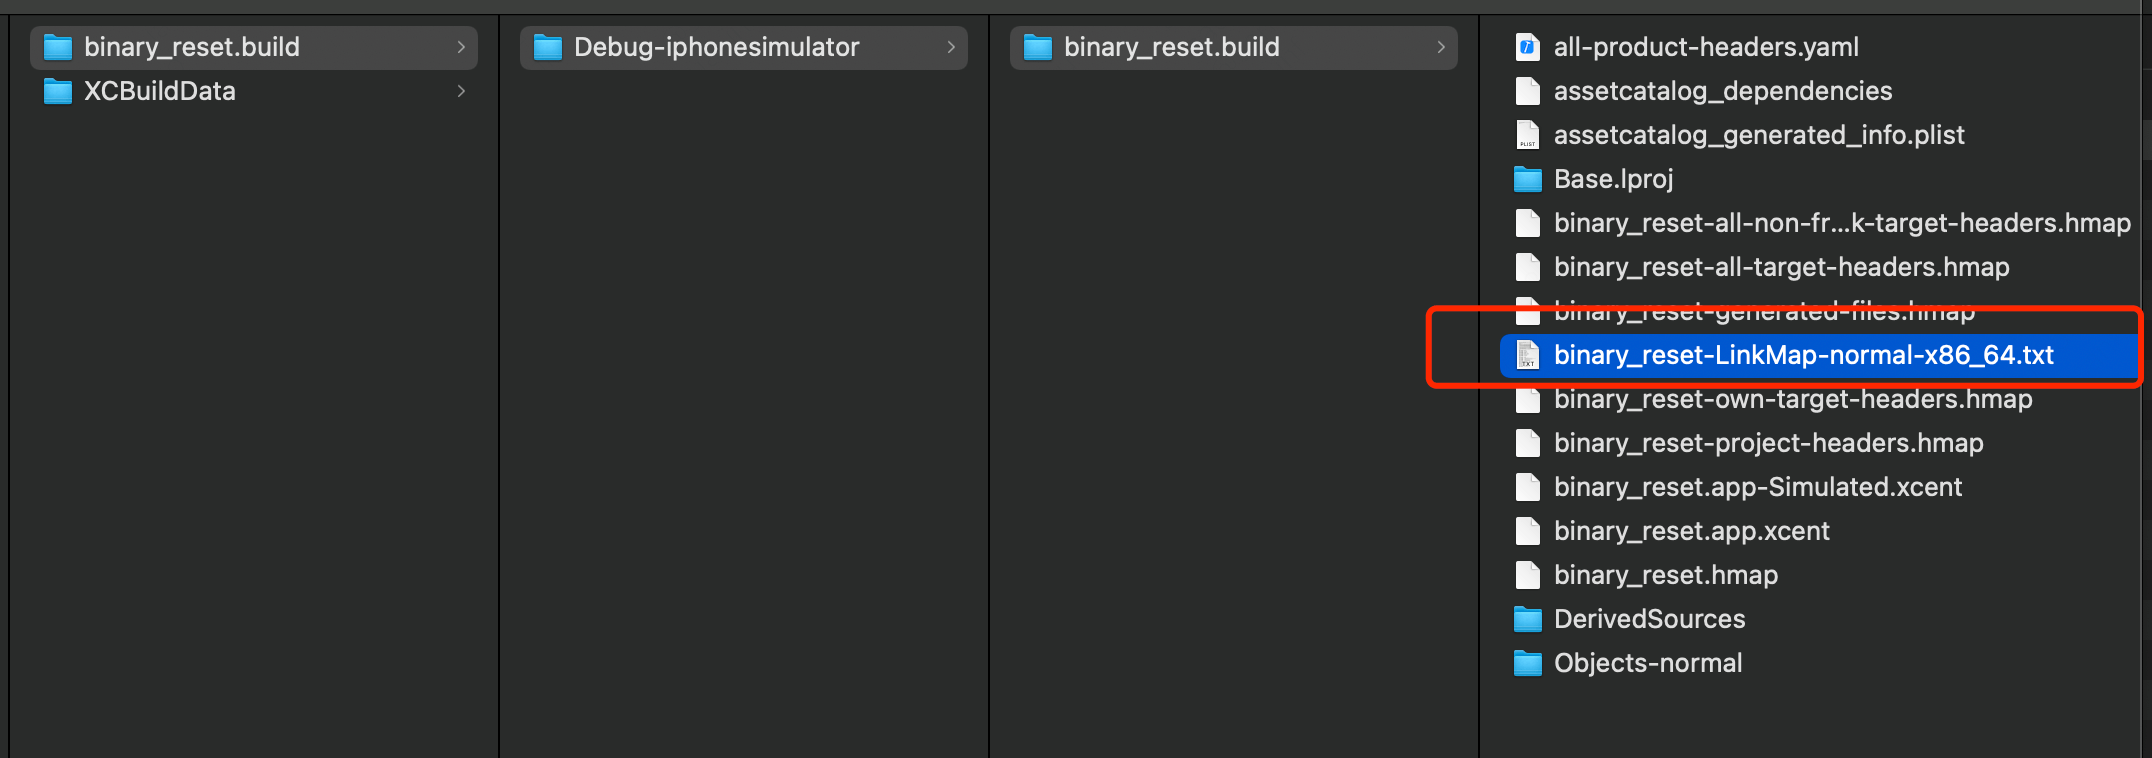 binary_reset.build
XCBuildData
Debug-iphonesimulator
binary_reset.build
all-product-headers.yaml
assetcatalog_dependencies
assetcatalog_generated_info.plist
Base.lproj
binary_reset-all-non-fr...k-target-headers.hmap
binary_reset-all-target-headers.hmap
binary_reset-generated-files.hmap
binary_reset-LinkMap-normal-x86_64.txt
binary_reset-own-target-headers.hmap
binary_reset-project-headers.hmap
binary_reset.app-Simulated.xcent
binary_reset.app.xcent
binary_reset.hmap
DerivedSources
Objects-normal
PLIST
TXT